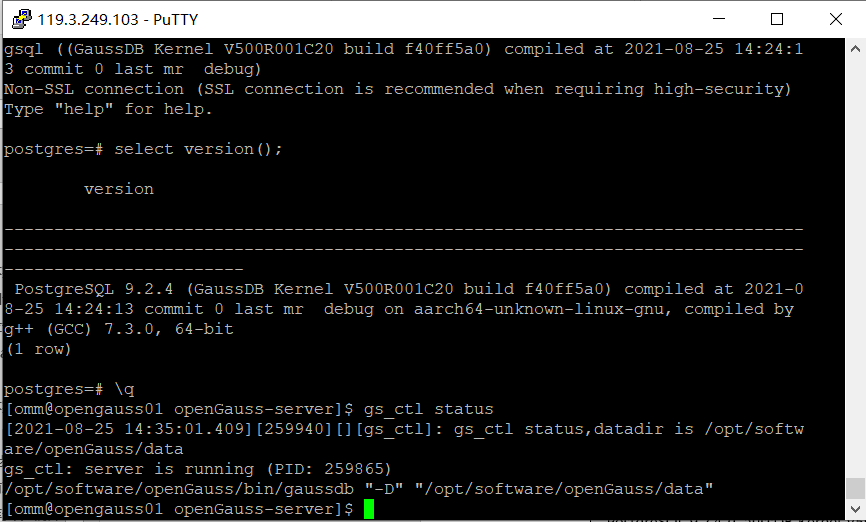 119.3.249.103 - PuTTY
gsql ((GaussDB Kernel V500R001C20 build f40ff5a0) compiled at 2021-08-25 14:24:1
3 commit 0 last mr  debug)
Non-SSL connection (SSL connection is recommended when requiring high-security)
Type "help" for help.
postgres=# select version();
version
--------------------------------------------------------------------------------
--------------------------------------------------------------------------------
------------------------
PostgreSQL 9.2.4 (GaussDB Kernel V500R001C20 build f40ff5a0) compiled at 2021-0
8-25 14:24:13 commit 0 last mr  debug on aarch64-unknown-linux-gnu, compiled by
g++ (GCC) 7.3.0, 64-bit
(1 row)
postgres=# \q
[omm@opengauss01 openGauss-server]$ gs_ctl status
[2021-08-25 14:35:01.409][259940][][gs_ctl]: gs_ctl status,datadir is /opt/softw
are/openGauss/data
gs_ctl: server is running (PID: 259865)
/opt/software/openGauss/bin/gaussdb "-D" "/opt/software/openGauss/data"
[omm@opengauss01 openGauss-server]$